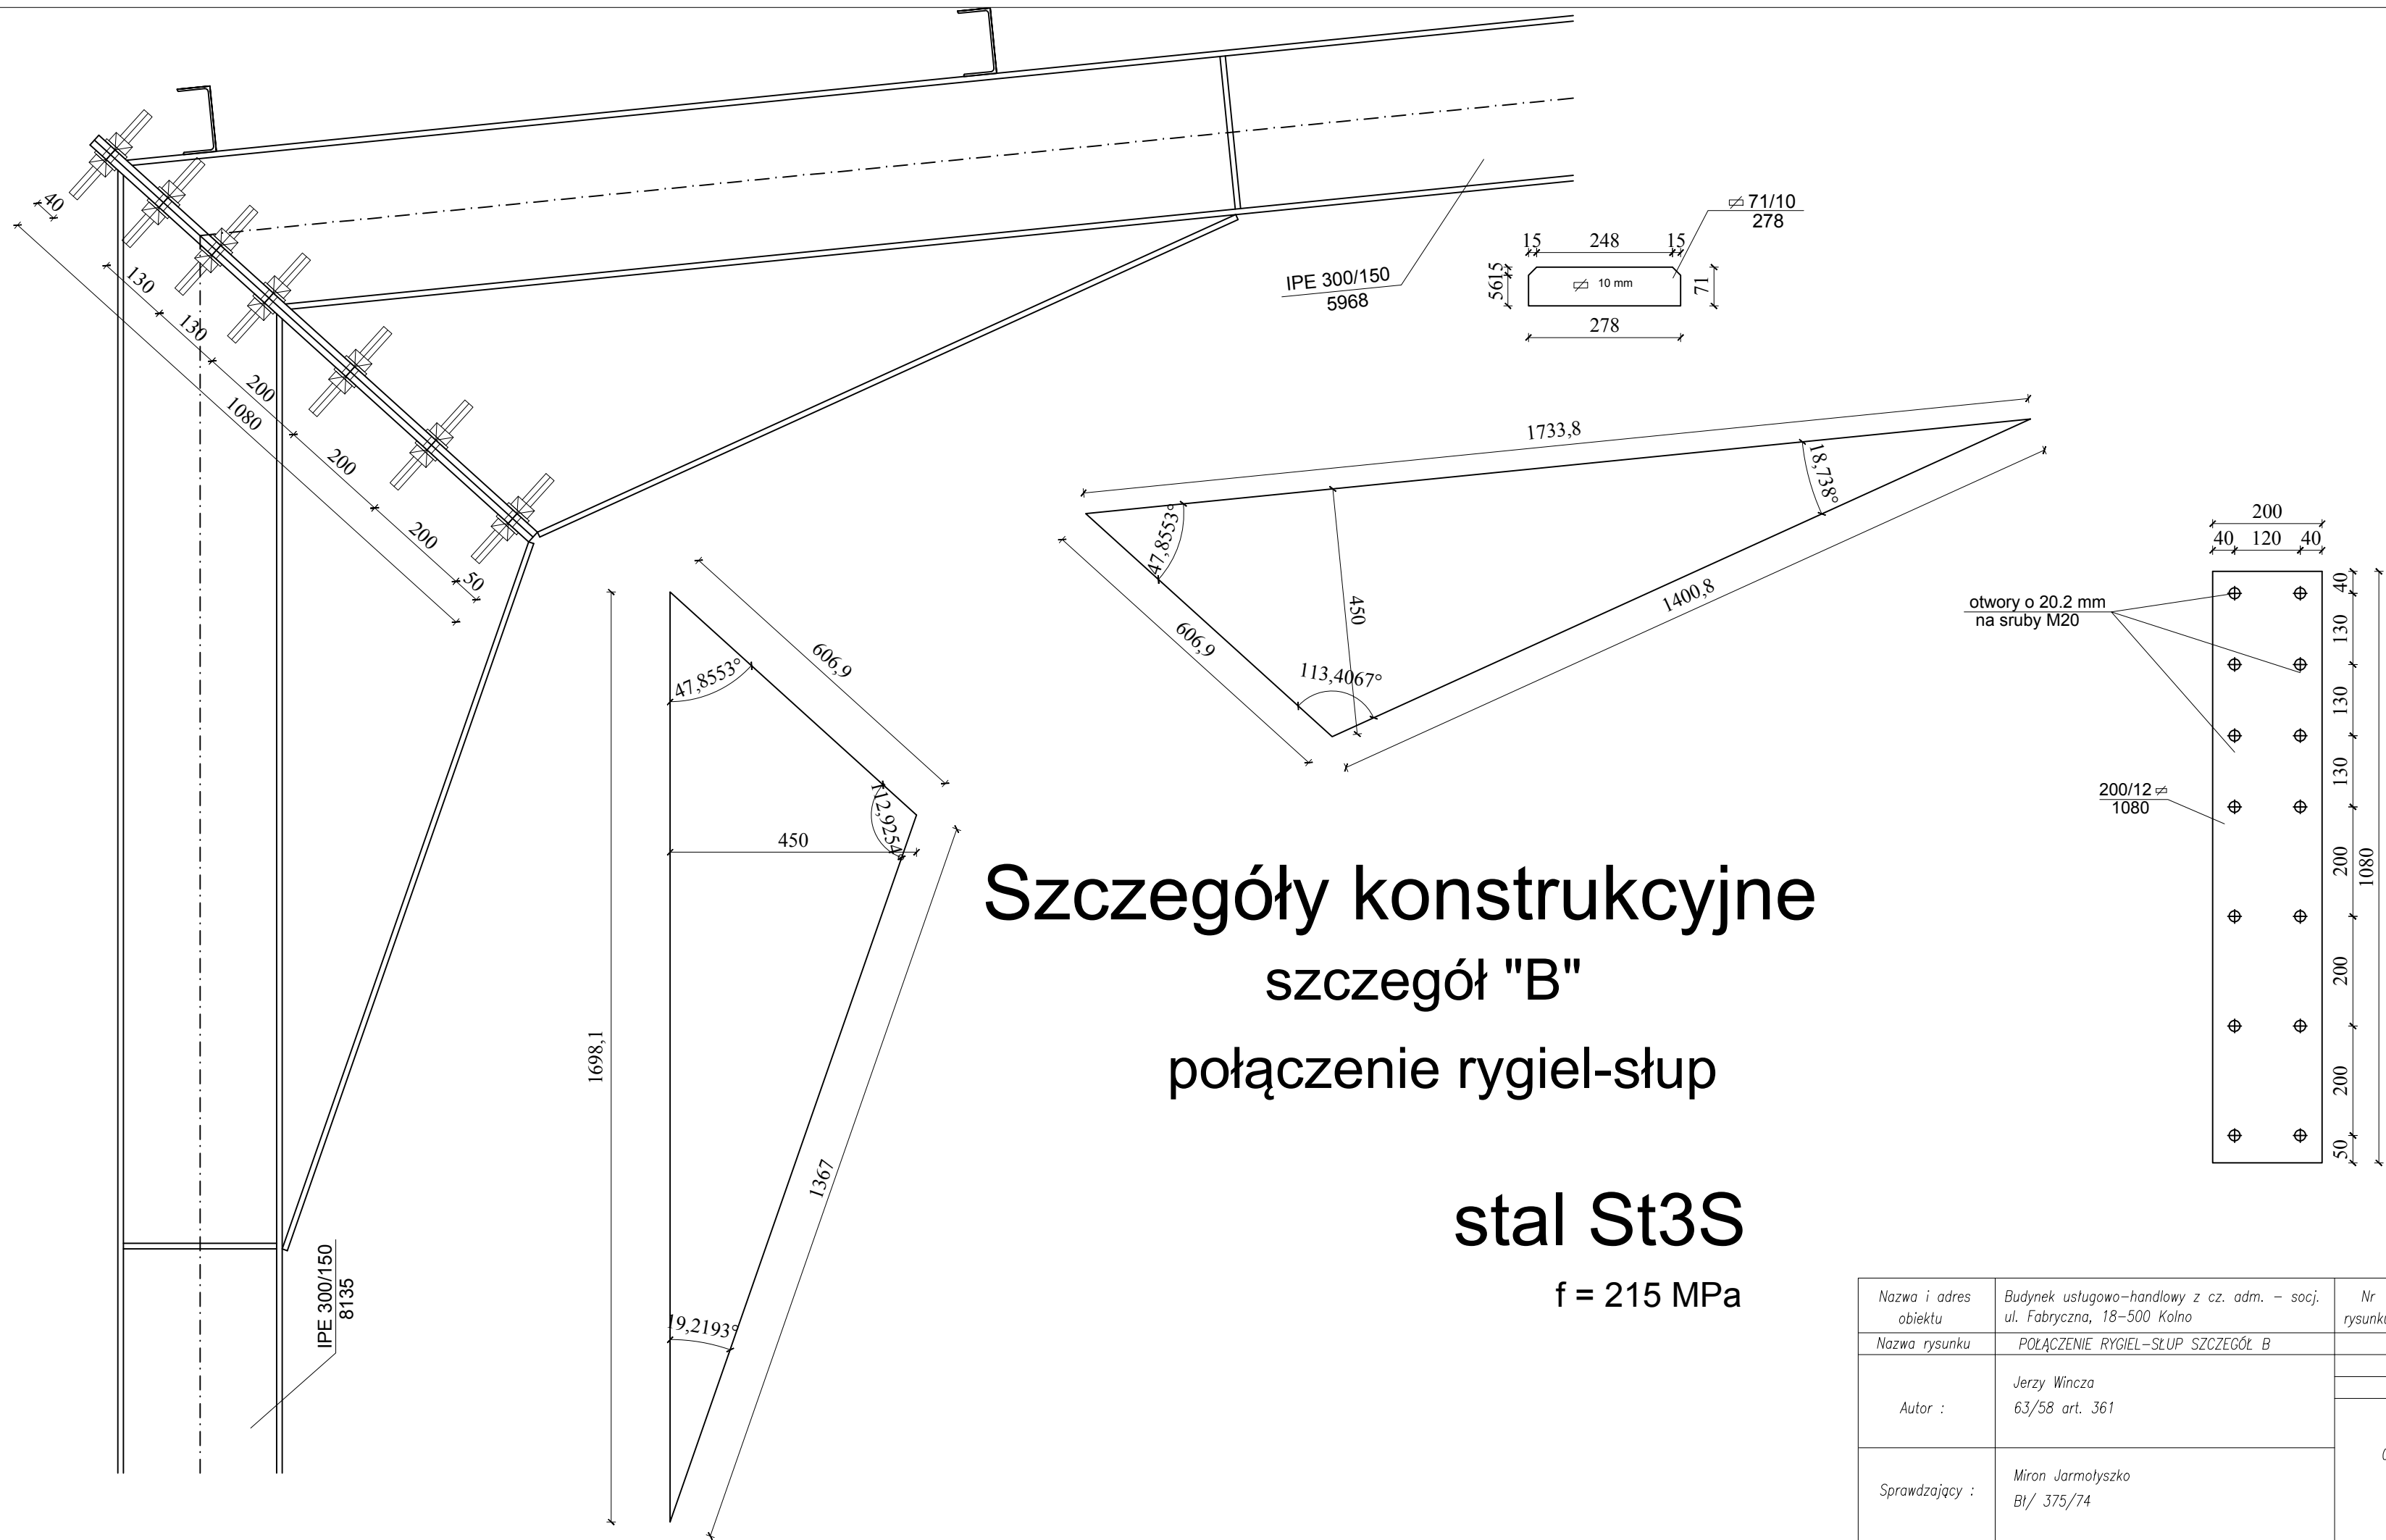 40
130
130
200
1080
200
200
50
IPE 300/150
5968
71/10
278
15
248
15
15
56
10 mm
71
278
1733,8
18,738°
47,8553°
450
606,9
113,4067°
1400,8
606,9
47,8553°
112,9254°
450
1698,1
1367
19,2193°
IPE 300/150
8135
200
40
120
40
otwory o 20.2 mm
na sruby M20
40
130
130
130
200
200
200
50
1080
200/12
1080
Szczegóły konstrukcyjne
szczegół "B"
połączenie rygiel-słup
stal St3S
f = 215 MPa
Nazwa i adres
obiektu
Budynek usługowo-handlowy z cz. adm. - socj.
ul. Fabryczna, 18-500 Kolno
Nr
rysunku
Nazwa rysunku
POŁĄCZENIE RYGIEL-SŁUP SZCZEGÓŁ B
Autor :
Jerzy Wincza
63/58 art. 361
Sprawdzający :
Miron Jarmołyszko
Bł/ 375/74